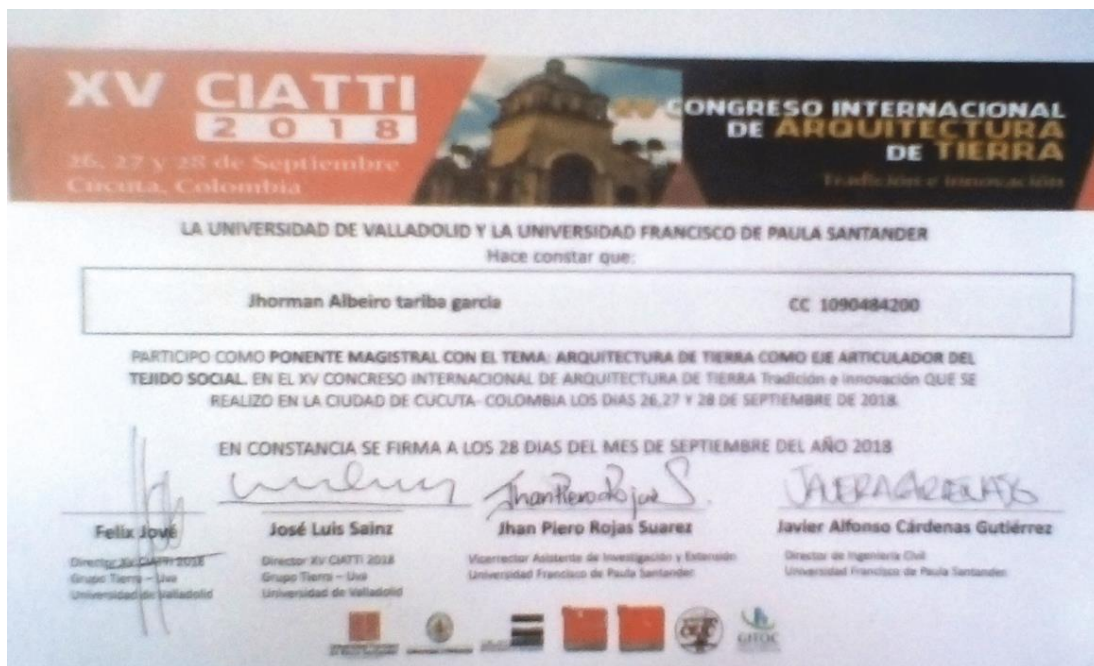 XV CIATTI
2018
26, 27 y 28 de Septiembre
Cucuta, Colombia
XV CONGRESO INTERNACIONAL
DE ARQUITECTURA
DE TIERRA
Tradición e innovación
LA UNIVERSIDAD DE VALLADOLID Y LA UNIVERSIDAD FRANCISCO DE PAULA SANTANDER
Hace constar que:
Jhorman Albeiro tariba garcia CC 1090484200
PARTICIPO COMO PONENTE MAGISTRAL CON EL TEMA: ARQUITECTURA DE TIERRA COMO EJE ARTICULADOR DEL
TEJIDO SOCIAL. EN EL XV CONCRESO INTERNACIONAL DE ARQUITECTURA DE TIERRA Tradición e innovación QUE SE
REALIZO EN LA CIUDAD DE CUCUTA- COLOMBIA LOS DIAS 26,27 Y 28 DE SEPTIEMBRE DE 2018.
EN CONSTANCIA SE FIRMA A LOS 28 DIAS DEL MES DE SEPTIEMBRE DEL AÑO 2018
Jhan Piero Rojas S.
Felix Jové José Luis Sainz Jhan Piero Rojas Suarez Javier Alfonso Cárdenas Gutiérrez
Director XV CIATTI 2018 Director XV CIATTI 2018 Vicerrector Asistente de Investigación y Extensión Director de Ingeniería Civil
Grupo Tierra – Uva Grupo Tierra – Uva Universidad Francisco de Paula Santander Universidad Francisco de Paula Santander
Universidad de Valladolid Universidad de Valladolid
GITOC